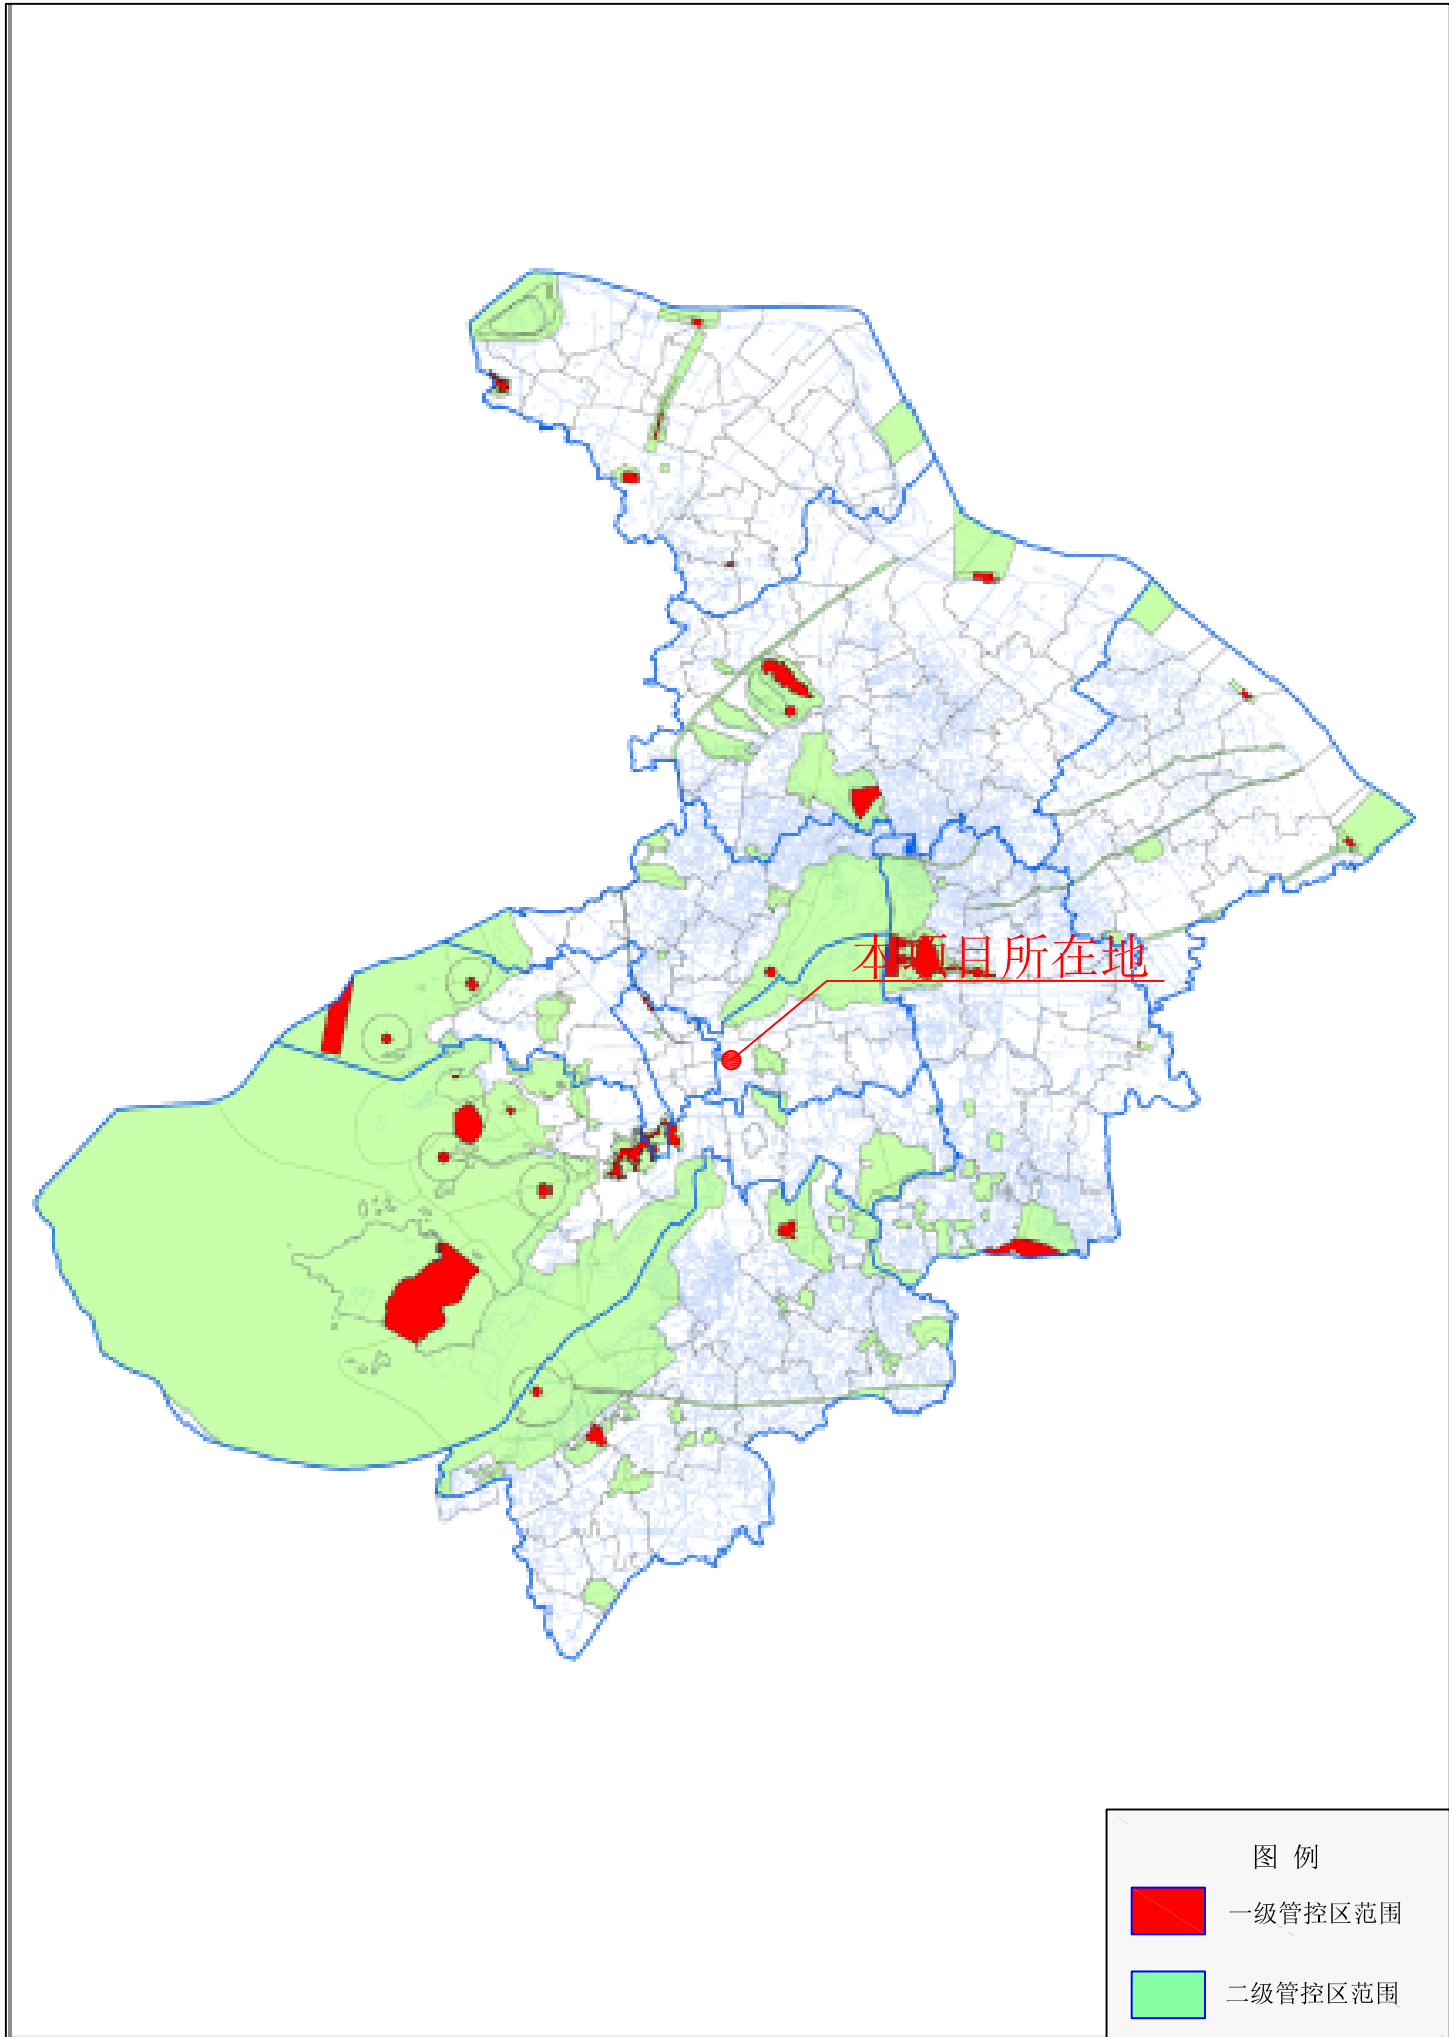 本项目所在地
图 例
一级管控区范围
二级管控区范围